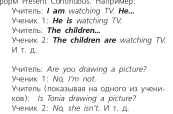 форм Present Continuous. Например:
Учитель: I am watching TV. He...
Ученик 1: He is watching TV.
Учитель: The children...
Ученик 2: The children are watching TV.
И т. д.
Учитель: Are you drawing a picture?
Ученик 1: No, I'm not.
Учитель (показывая на одного из учени-
ков): Is Tonia drawing a picture?
Ученик 2: No, she isn't. И т. д.